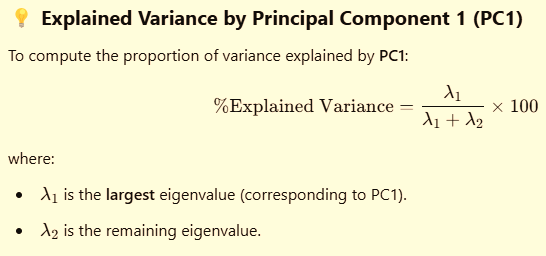 💡 Explained Variance by Principal Component 1 (PC1)
To compute the proportion of variance explained by PC1:
%Explained Variance = λ₁ / (λ₁ + λ₂) × 100
where:
• λ₁ is the largest eigenvalue (corresponding to PC1).
• λ₂ is the remaining eigenvalue.